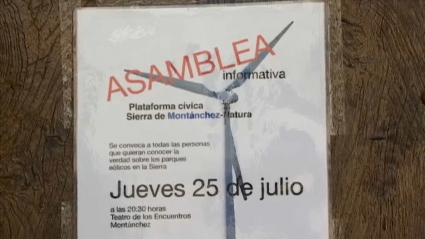 ASAMBLEA
informativa
Plataforma cívica
Sierra de Montánchez-Natura
Se convoca a todas las personas
que quieran conocer la
verdad sobre los parques
eólicos en la Sierra
Jueves 25 de julio
a las 20:30 horas
Teatro de los Encuentros
Montánchez